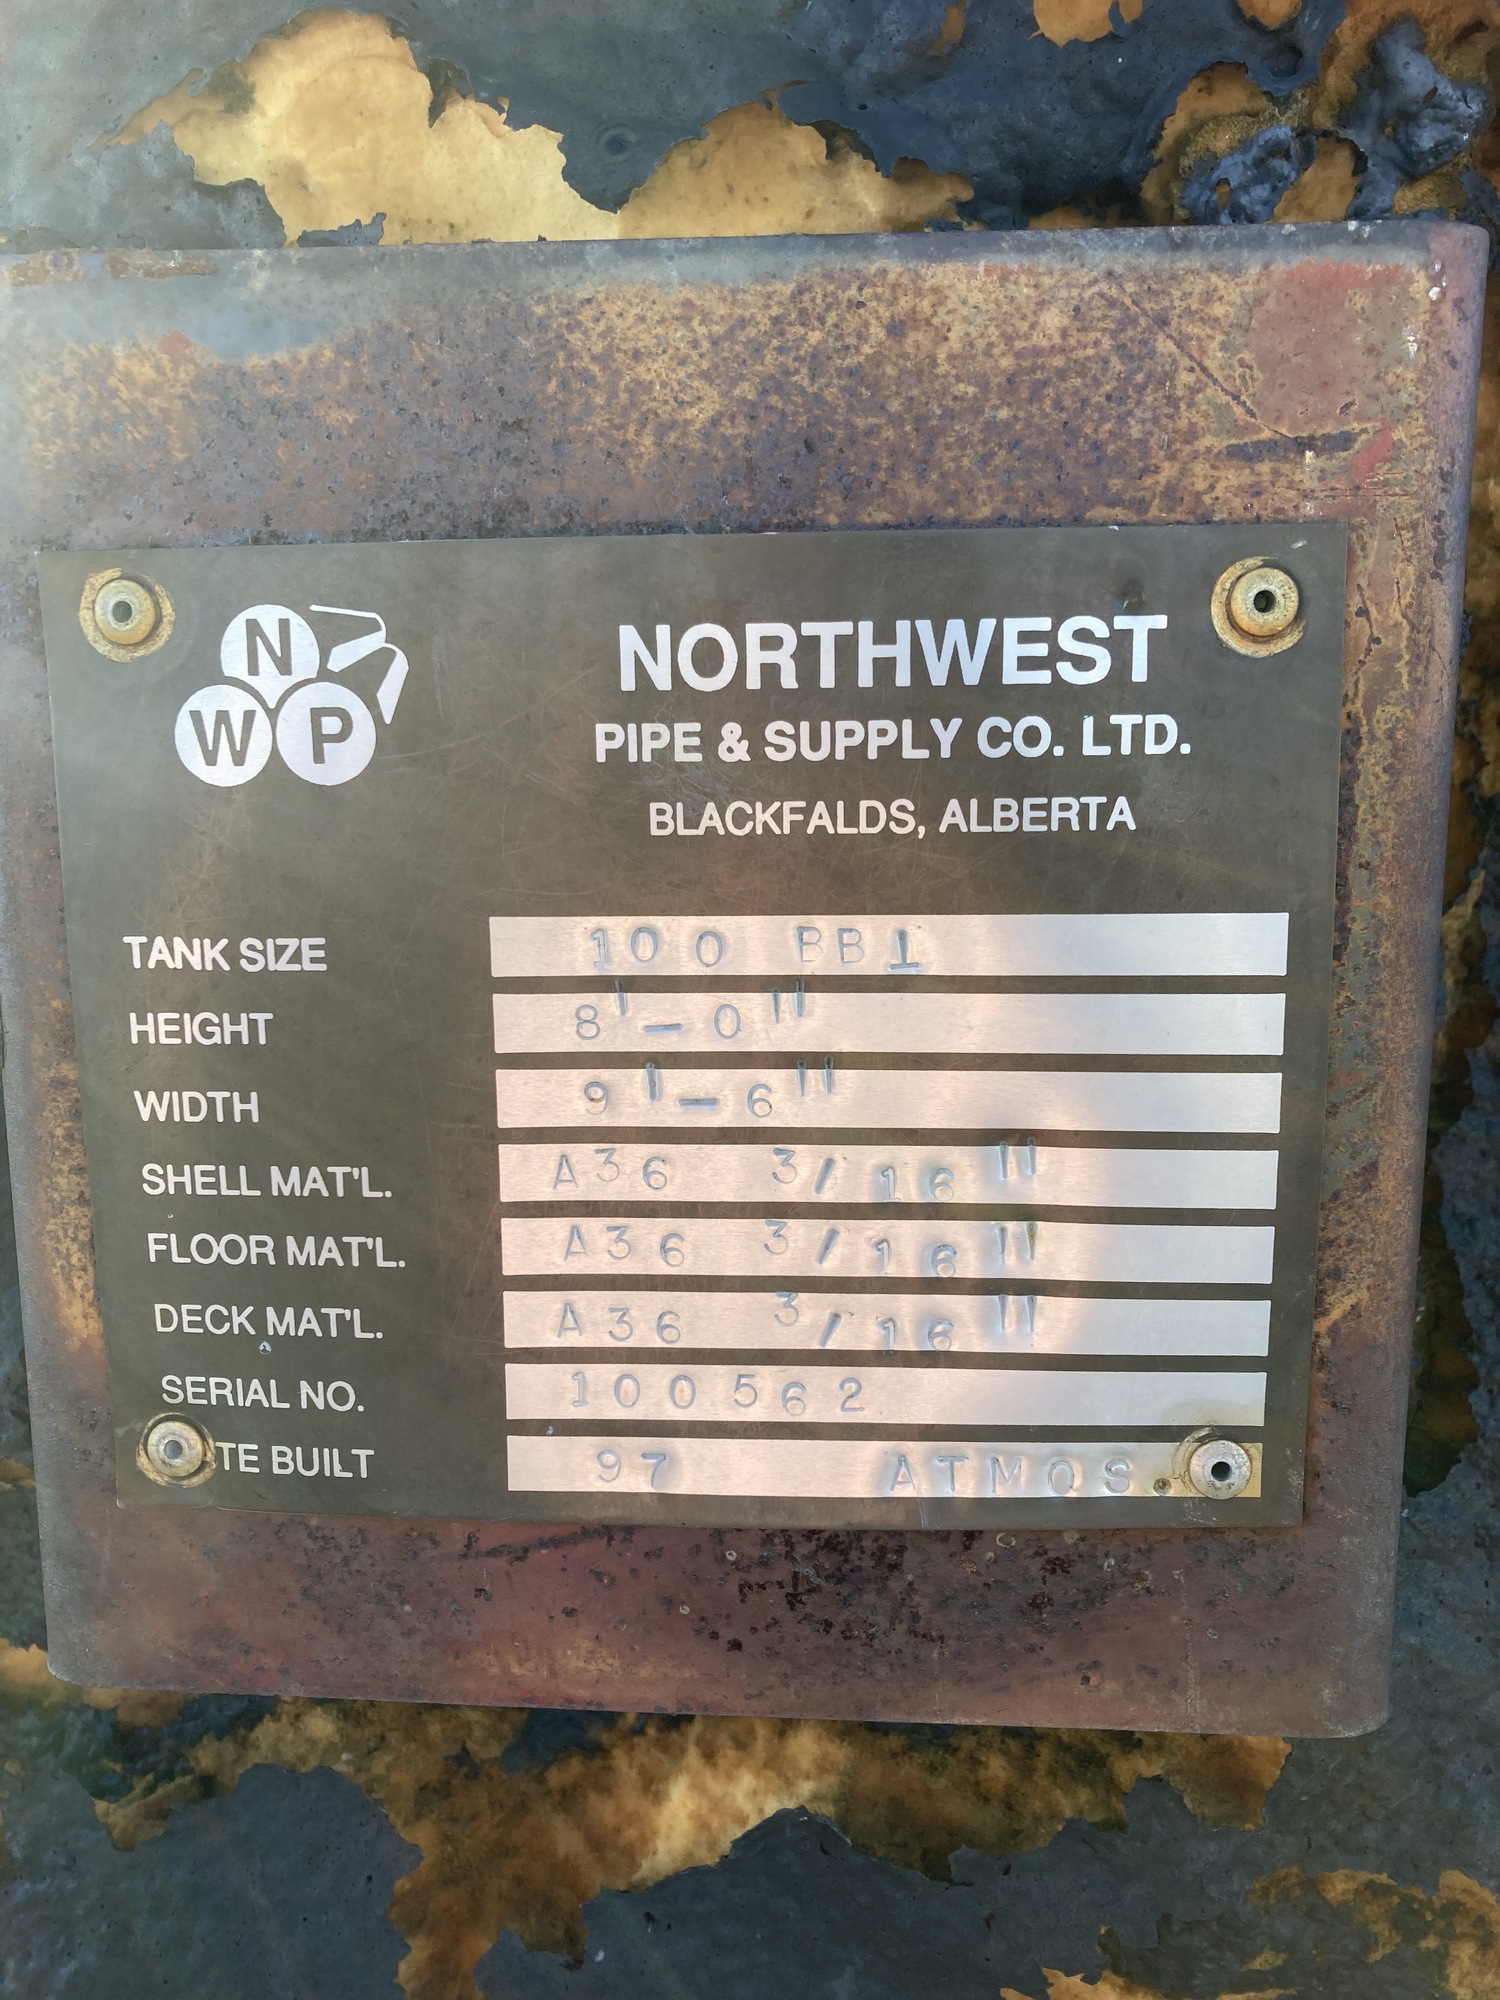 N
W P
NORTHWEST
PIPE & SUPPLY CO. LTD.
BLACKFALDS, ALBERTA
TANK SIZE 100 BBL
HEIGHT 8'-0"
WIDTH 9'-6"
SHELL MAT'L. A36 3/16"
FLOOR MAT'L. A36 3/16"
DECK MAT'L. A36 3/16"
SERIAL NO. 100562
TE BUILT 97 ATMOS.